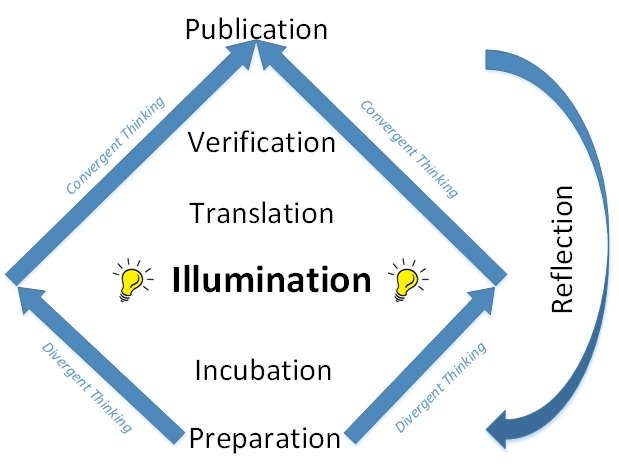 Publication
Convergent Thinking
Convergent Thinking
Verification
Translation
Reflection
Illumination
Incubation
Divergent Thinking
Divergent Thinking
Preparation